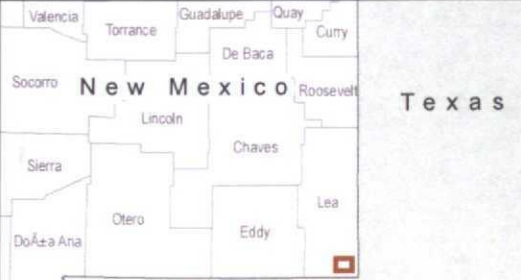 Valencia
Torrance
Guadalupe
Quay
Curry
De Baca
Socorro
New Mexico
Roosevelt
Texas
Lincoln
Chaves
Sierra
Lea
Otero
Eddy
DoÃ±a Ana